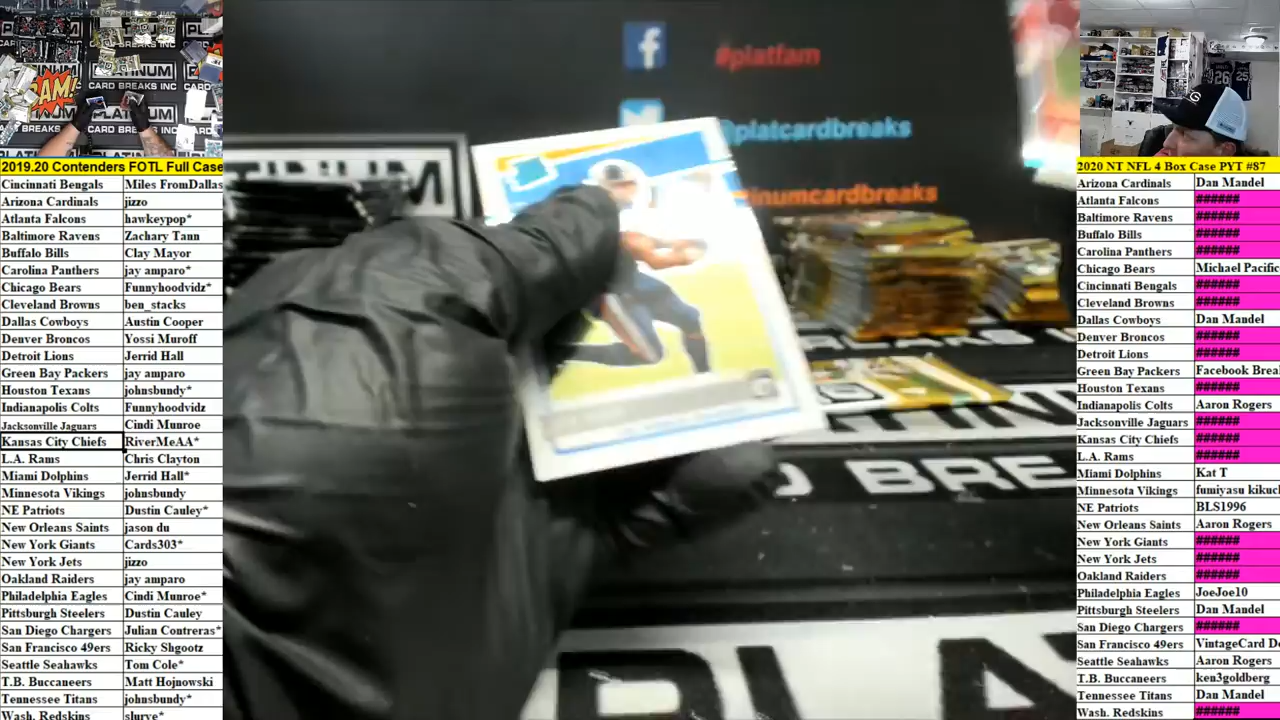 PLATINUM
CARD BREAKS INC
BAM!
#platfam
@platcardbreaks
2019.20 Contenders FOTL Full Case
Cincinnati Bengals Miles FromDallas
Arizona Cardinals jizzo
Atlanta Falcons hawkeypop*
Baltimore Ravens Zachary Tann
Buffalo Bills Clay Mayor
Carolina Panthers jay amparo*
Chicago Bears Funnyhoodvidz*
Cleveland Browns ben_stacks
Dallas Cowboys Austin Cooper
Denver Broncos Yossi Muroff
Detroit Lions Jerrid Hall
Green Bay Packers jay amparo
Houston Texans johnsbundy*
Indianapolis Colts Funnyhoodvidz
Jacksonville Jaguars Cindi Munroe
Kansas City Chiefs RiverMeAA*
L.A. Rams Chris Clayton
Miami Dolphins Jerrid Hall*
Minnesota Vikings johnsbundy
NE Patriots Dustin Cauley*
New Orleans Saints jason du
New York Giants Cards303*
New York Jets jizzo
Oakland Raiders jay amparo
Philadelphia Eagles Cindi Munroe*
Pittsburgh Steelers Dustin Cauley
San Diego Chargers Julian Contreras*
San Francisco 49ers Ricky Shgootz
Seattle Seahawks Tom Cole*
T.B. Buccaneers Matt Hojnowski
Tennessee Titans johnsbundy*
Wash. Redskins slurve*
26
25
2020 NT NFL 4 Box Case PYT #87
Arizona Cardinals Dan Mandel
Atlanta Falcons ######
Baltimore Ravens ######
Buffalo Bills ######
Carolina Panthers ######
Chicago Bears Michael Pacific
Cincinnati Bengals ######
Cleveland Browns ######
Dallas Cowboys Dan Mandel
Denver Broncos ######
Detroit Lions ######
Green Bay Packers Facebook Brea
Houston Texans ######
Indianapolis Colts Aaron Rogers
Jacksonville Jaguars ######
Kansas City Chiefs ######
L.A. Rams ######
Miami Dolphins Kat T
Minnesota Vikings fumiyasu kikuc
NE Patriots BLS1996
New Orleans Saints Aaron Rogers
New York Giants ######
New York Jets ######
Oakland Raiders ######
Philadelphia Eagles JoeJoe10
Pittsburgh Steelers Dan Mandel
San Diego Chargers ######
San Francisco 49ers VintageCard De
Seattle Seahawks Aaron Rogers
T.B. Buccaneers ken3goldberg
Tennessee Titans Dan Mandel
Wash. Redskins ######